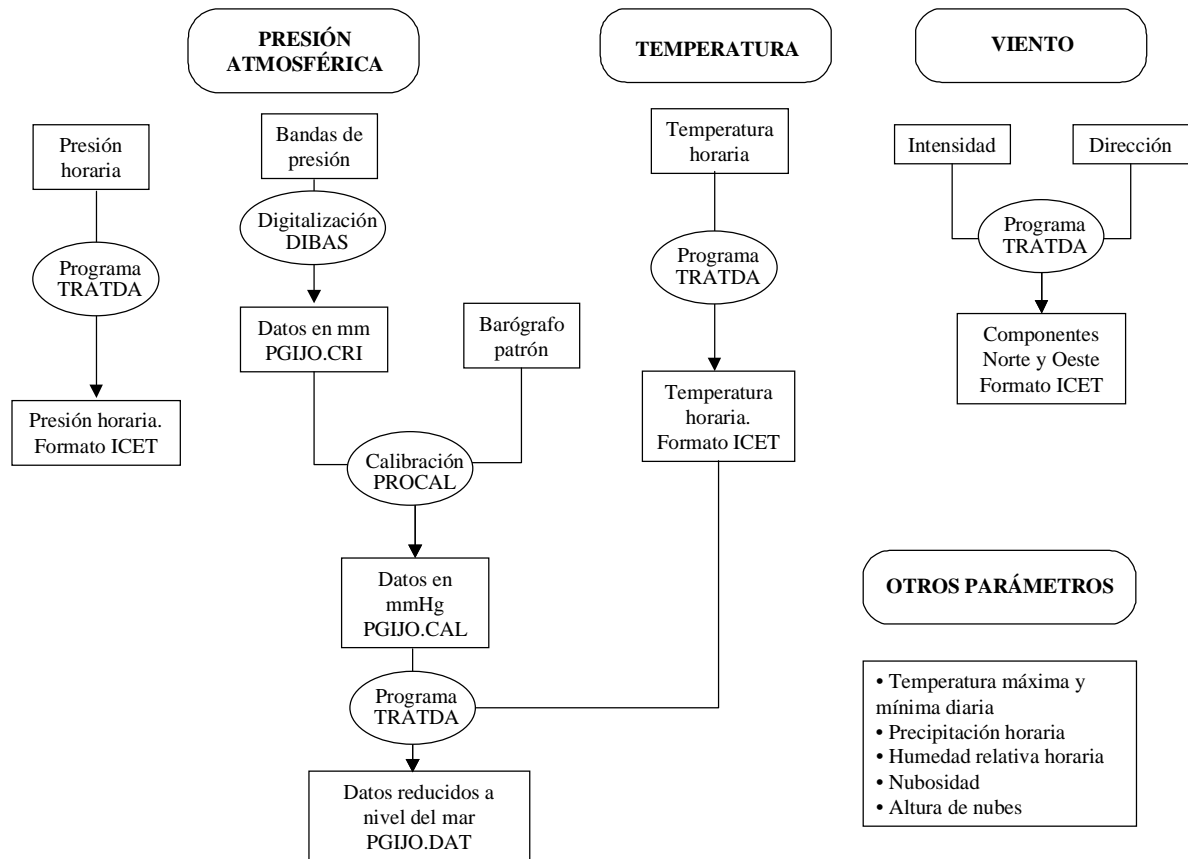 PRESIÓN
ATMOSFÉRICA
TEMPERATURA
VIENTO
Presión
horaria
Bandas de
presión
Temperatura
horaria
Intensidad
Dirección
Digitalización
DIBAS
Programa
TRATDA
Programa
TRATDA
Programa
TRATDA
Datos en mm
PGIJO.CRI
Barógrafo
patrón
Componentes
Norte y Oeste
Formato ICET
Presión horaria.
Formato ICET
Temperatura
horaria.
Formato ICET
Calibración
PROCAL
Datos en
mmHg
PGIJO.CAL
OTROS PARÁMETROS
Programa
TRATDA
• Temperatura máxima y
mínima diaria
• Precipitación horaria
• Humedad relativa horaria
• Nubosidad
• Altura de nubes
Datos reducidos a
nivel del mar
PGIJO.DAT